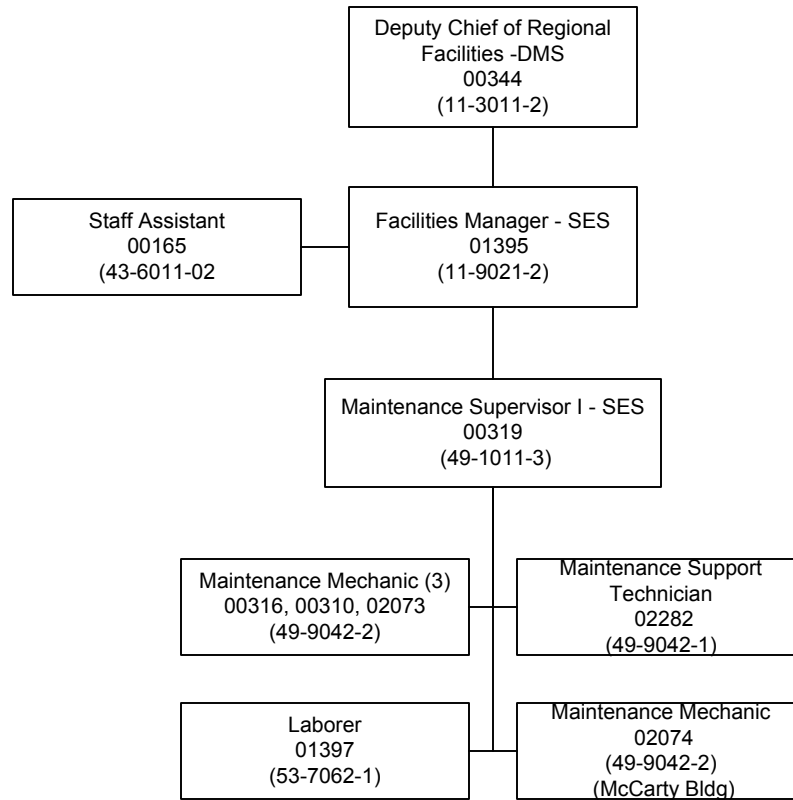 Deputy Chief of Regional
Facilities -DMS
00344
(11-3011-2)
Staff Assistant
00165
(43-6011-02
Facilities Manager - SES
01395
(11-9021-2)
Maintenance Supervisor I - SES
00319
(49-1011-3)
Maintenance Mechanic (3)
00316, 00310, 02073
(49-9042-2)
Maintenance Support
Technician
02282
(49-9042-1)
Laborer
01397
(53-7062-1)
Maintenance Mechanic
02074
(49-9042-2)
(McCarty Bldg)